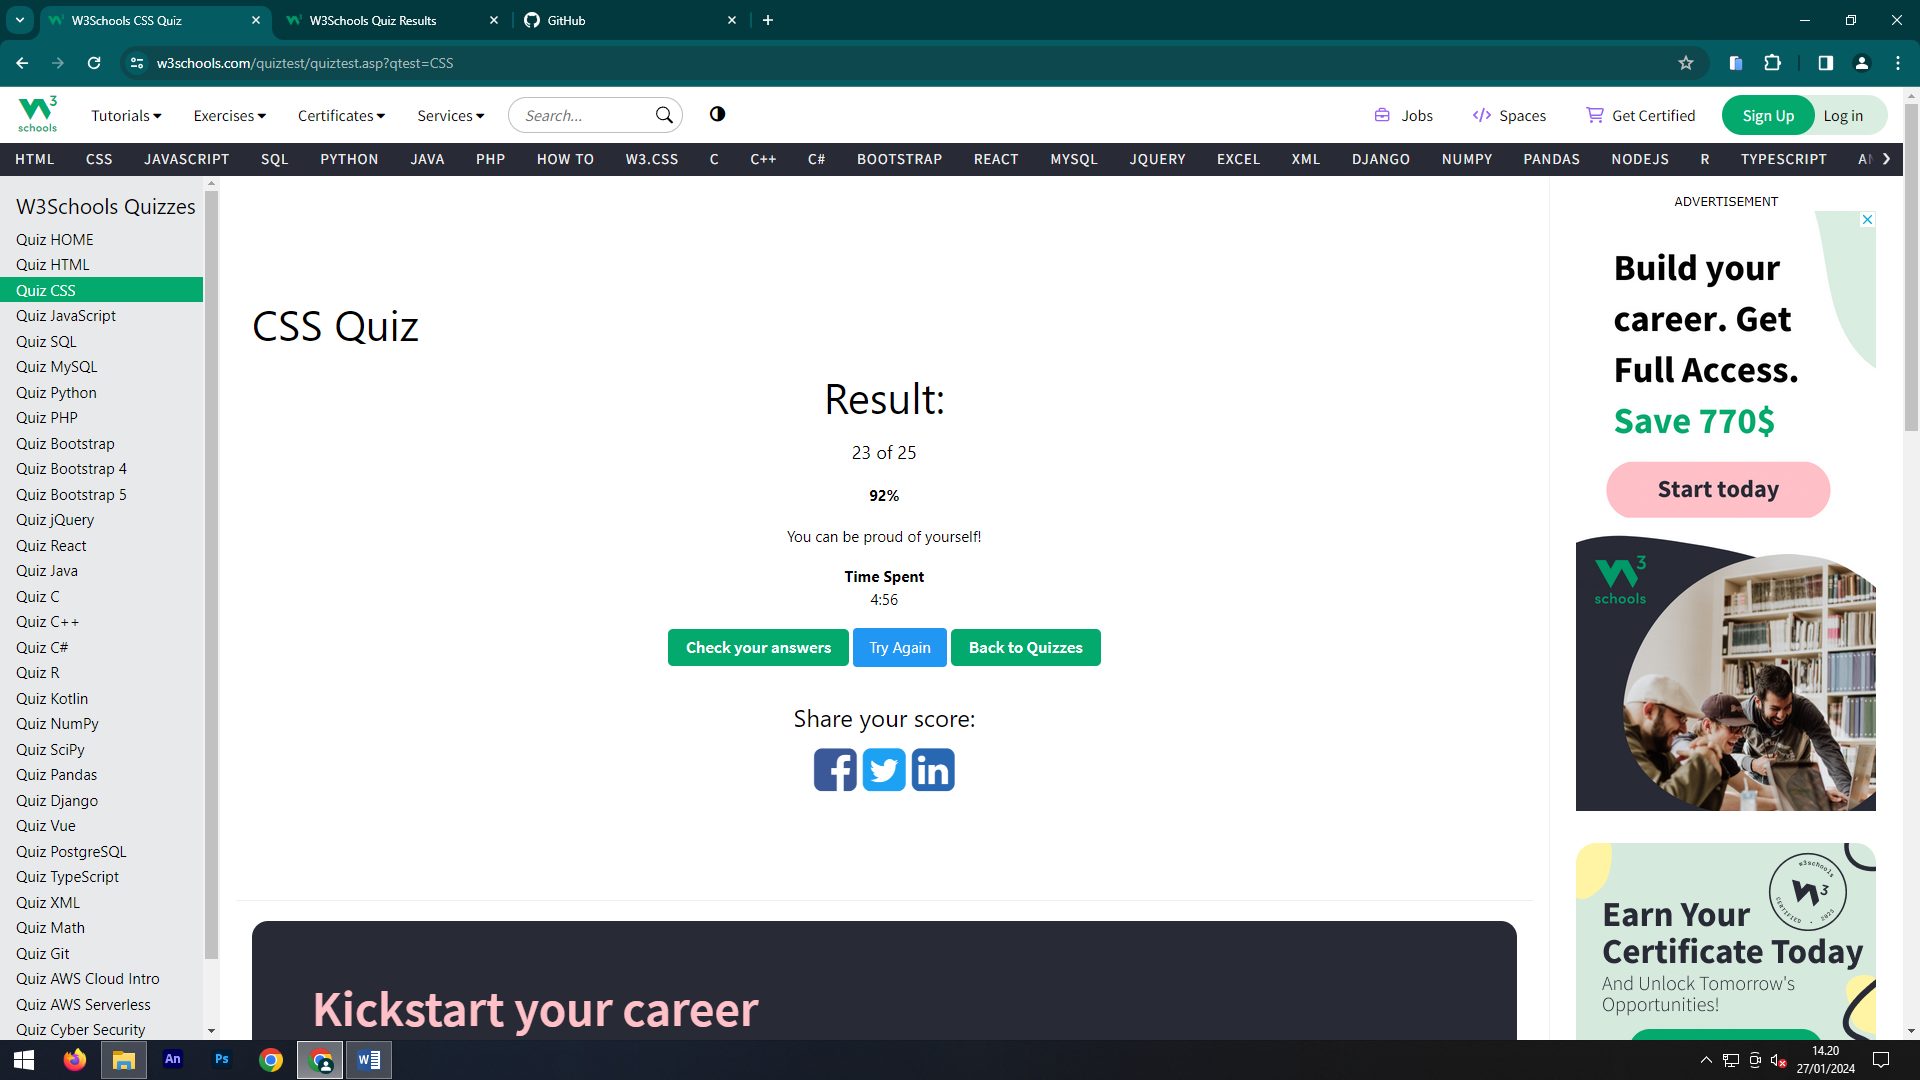 W3Schools CSS Quiz
W3Schools Quiz Results
GitHub
w3schools.com/quiztest/quiztest.asp?qtest=CSS
W3 schools
Tutorials
Exercises
Certificates
Services
Search...
Jobs
Spaces
Get Certified
Sign Up
Log in
HTML
CSS
JAVASCRIPT
SQL
PYTHON
JAVA
PHP
HOW TO
W3.CSS
C
C++
C#
BOOTSTRAP
REACT
MYSQL
JQUERY
EXCEL
XML
DJANGO
NUMPY
PANDAS
NODEJS
R
TYPESCRIPT
W3Schools Quizzes
Quiz HOME
Quiz HTML
Quiz CSS
Quiz JavaScript
Quiz SQL
Quiz MySQL
Quiz Python
Quiz PHP
Quiz Bootstrap
Quiz Bootstrap 4
Quiz Bootstrap 5
Quiz jQuery
Quiz React
Quiz Java
Quiz C
Quiz C++
Quiz C#
Quiz R
Quiz Kotlin
Quiz NumPy
Quiz SciPy
Quiz Pandas
Quiz Django
Quiz Vue
Quiz PostgreSQL
Quiz TypeScript
Quiz XML
Quiz Math
Quiz Git
Quiz AWS Cloud Intro
Quiz AWS Serverless
Quiz Cyber Security
CSS Quiz
Result:
23 of 25
92%
You can be proud of yourself!
Time Spent
4:56
Check your answers
Try Again
Back to Quizzes
Share your score:
Kickstart your career
ADVERTISEMENT
Build your
career. Get
Full Access.
Save 770$
Start today
W3 schools
Earn Your
Certificate Today
And Unlock Tomorrow's
Opportunities!
An
Ps
14.20
27/01/2024